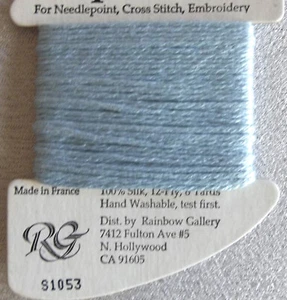 For Needlepoint, Cross Stitch, Embroidery
Made in France
100% Silk, 12-Ply, 6 Yards
Hand Washable, test first.
Dist. by Rainbow Gallery
7412 Fulton Ave #5
N. Hollywood
CA 91605
RG
S1053